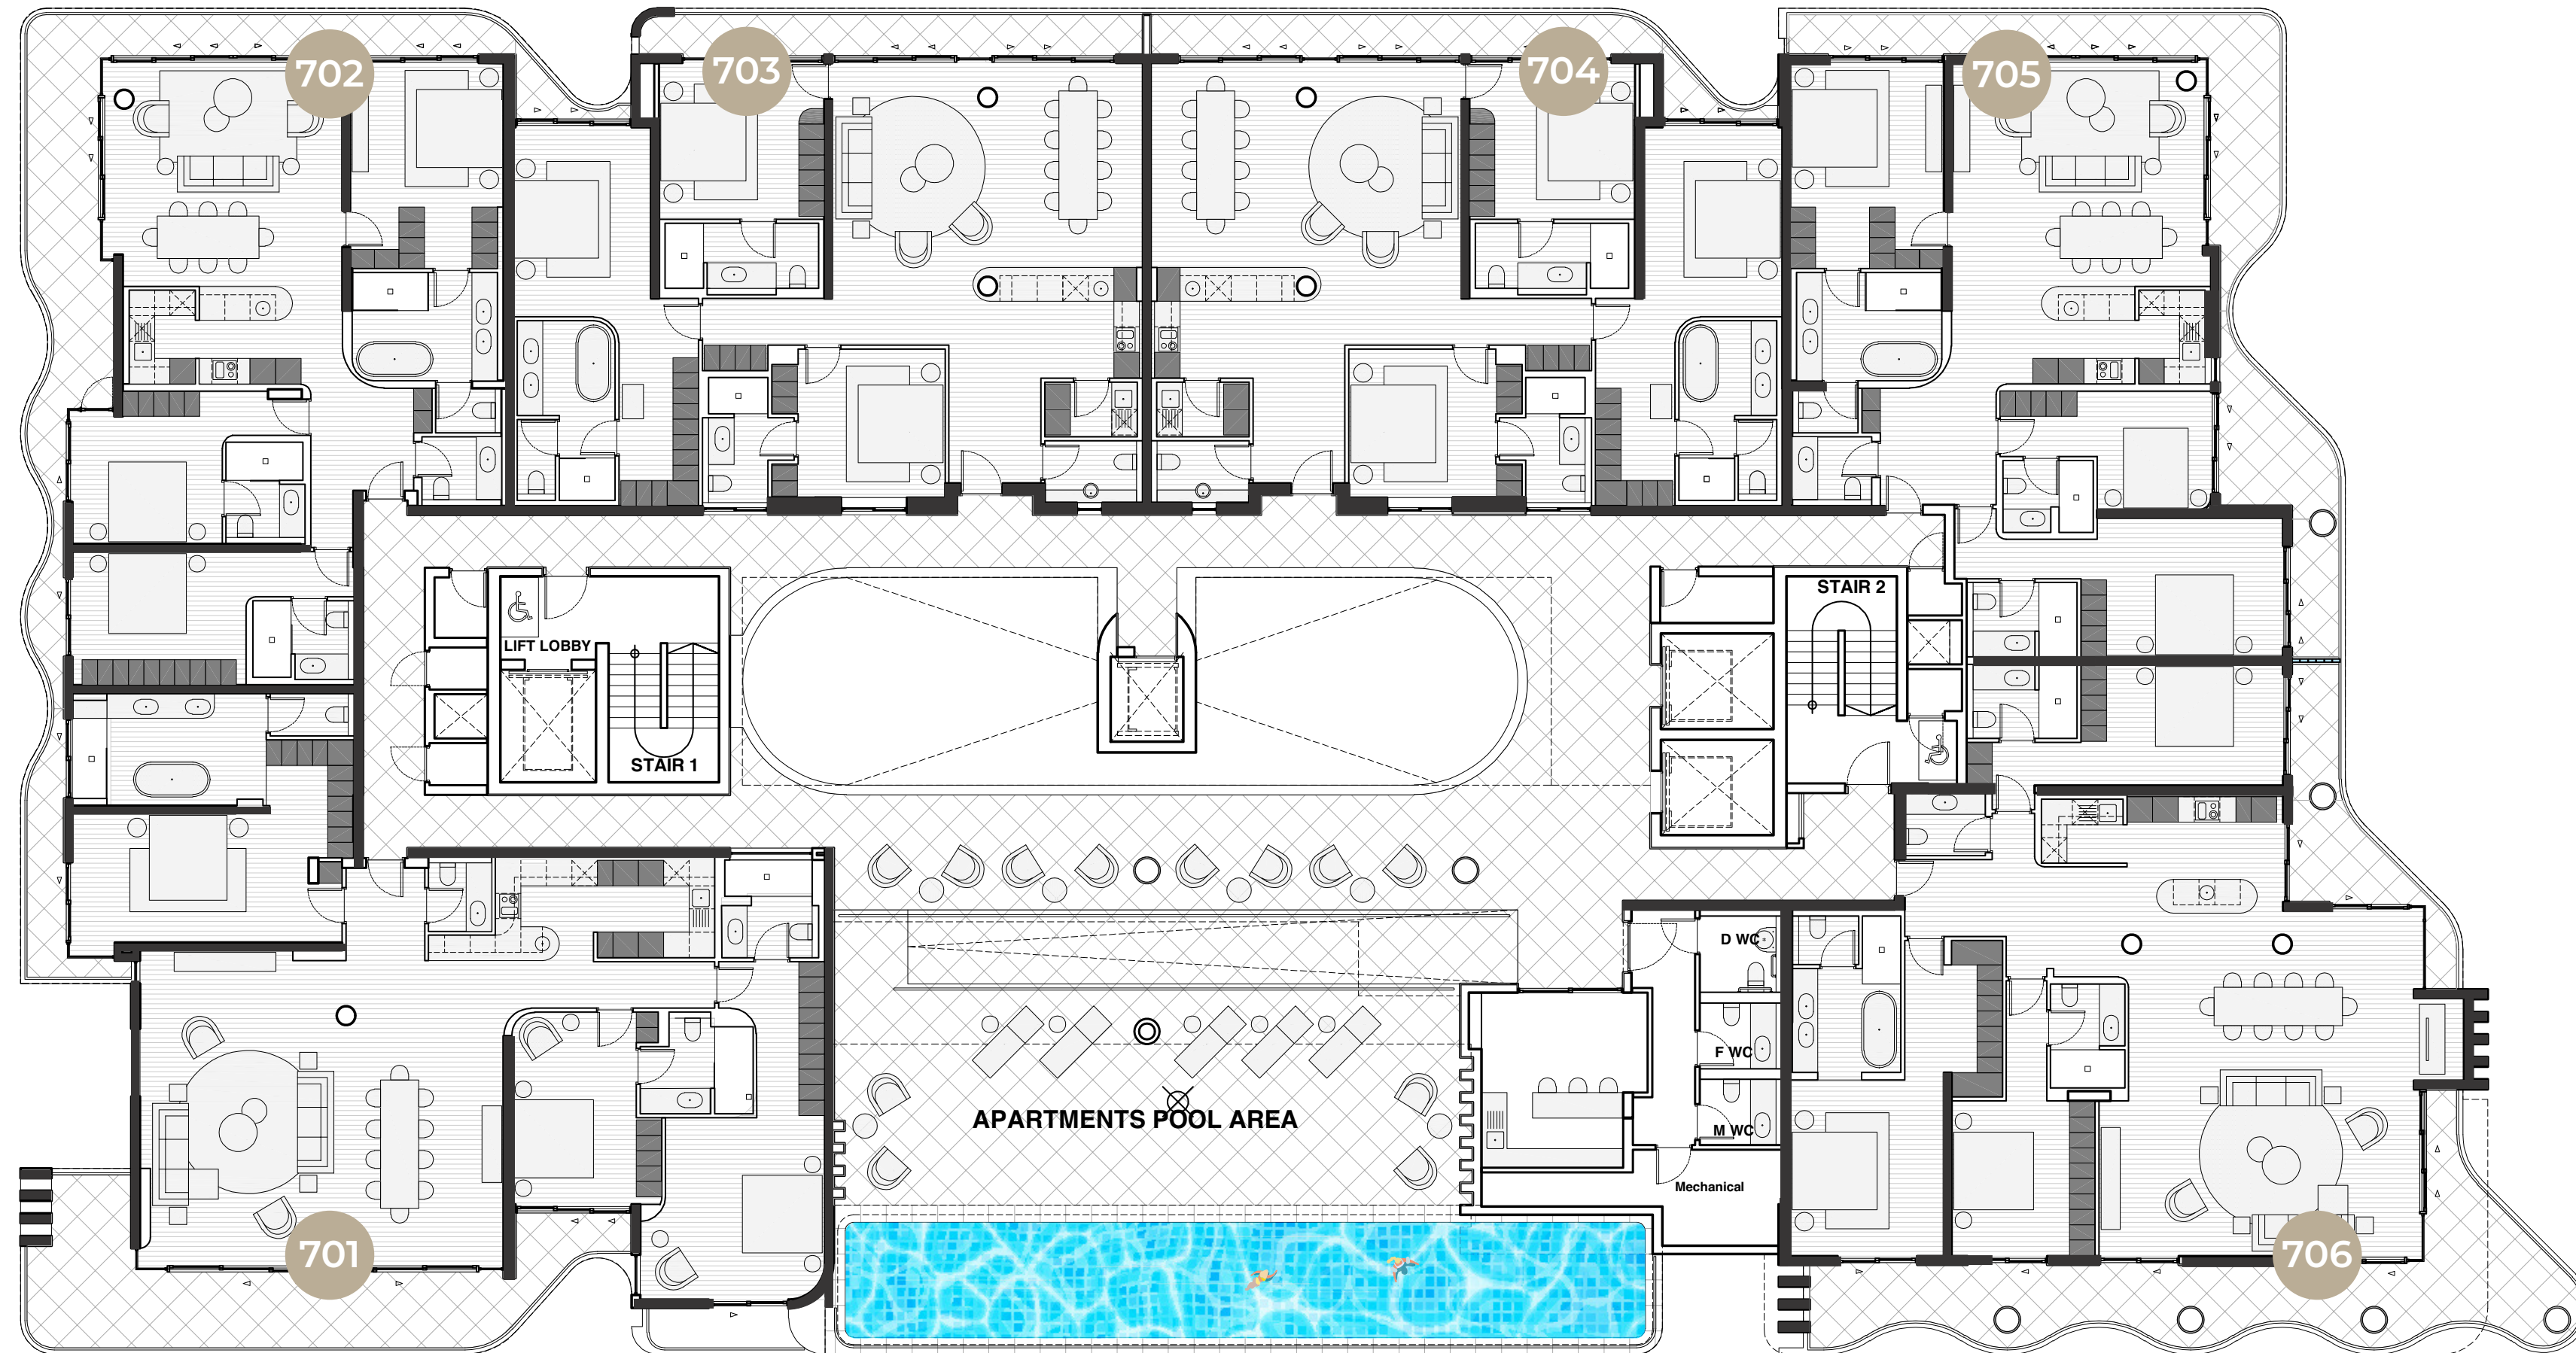 702
703
704
705
STAIR 2
LIFT LOBBY
STAIR 1
D WC
F WC
APARTMENTS POOL AREA
M WC
Mechanical
701
706